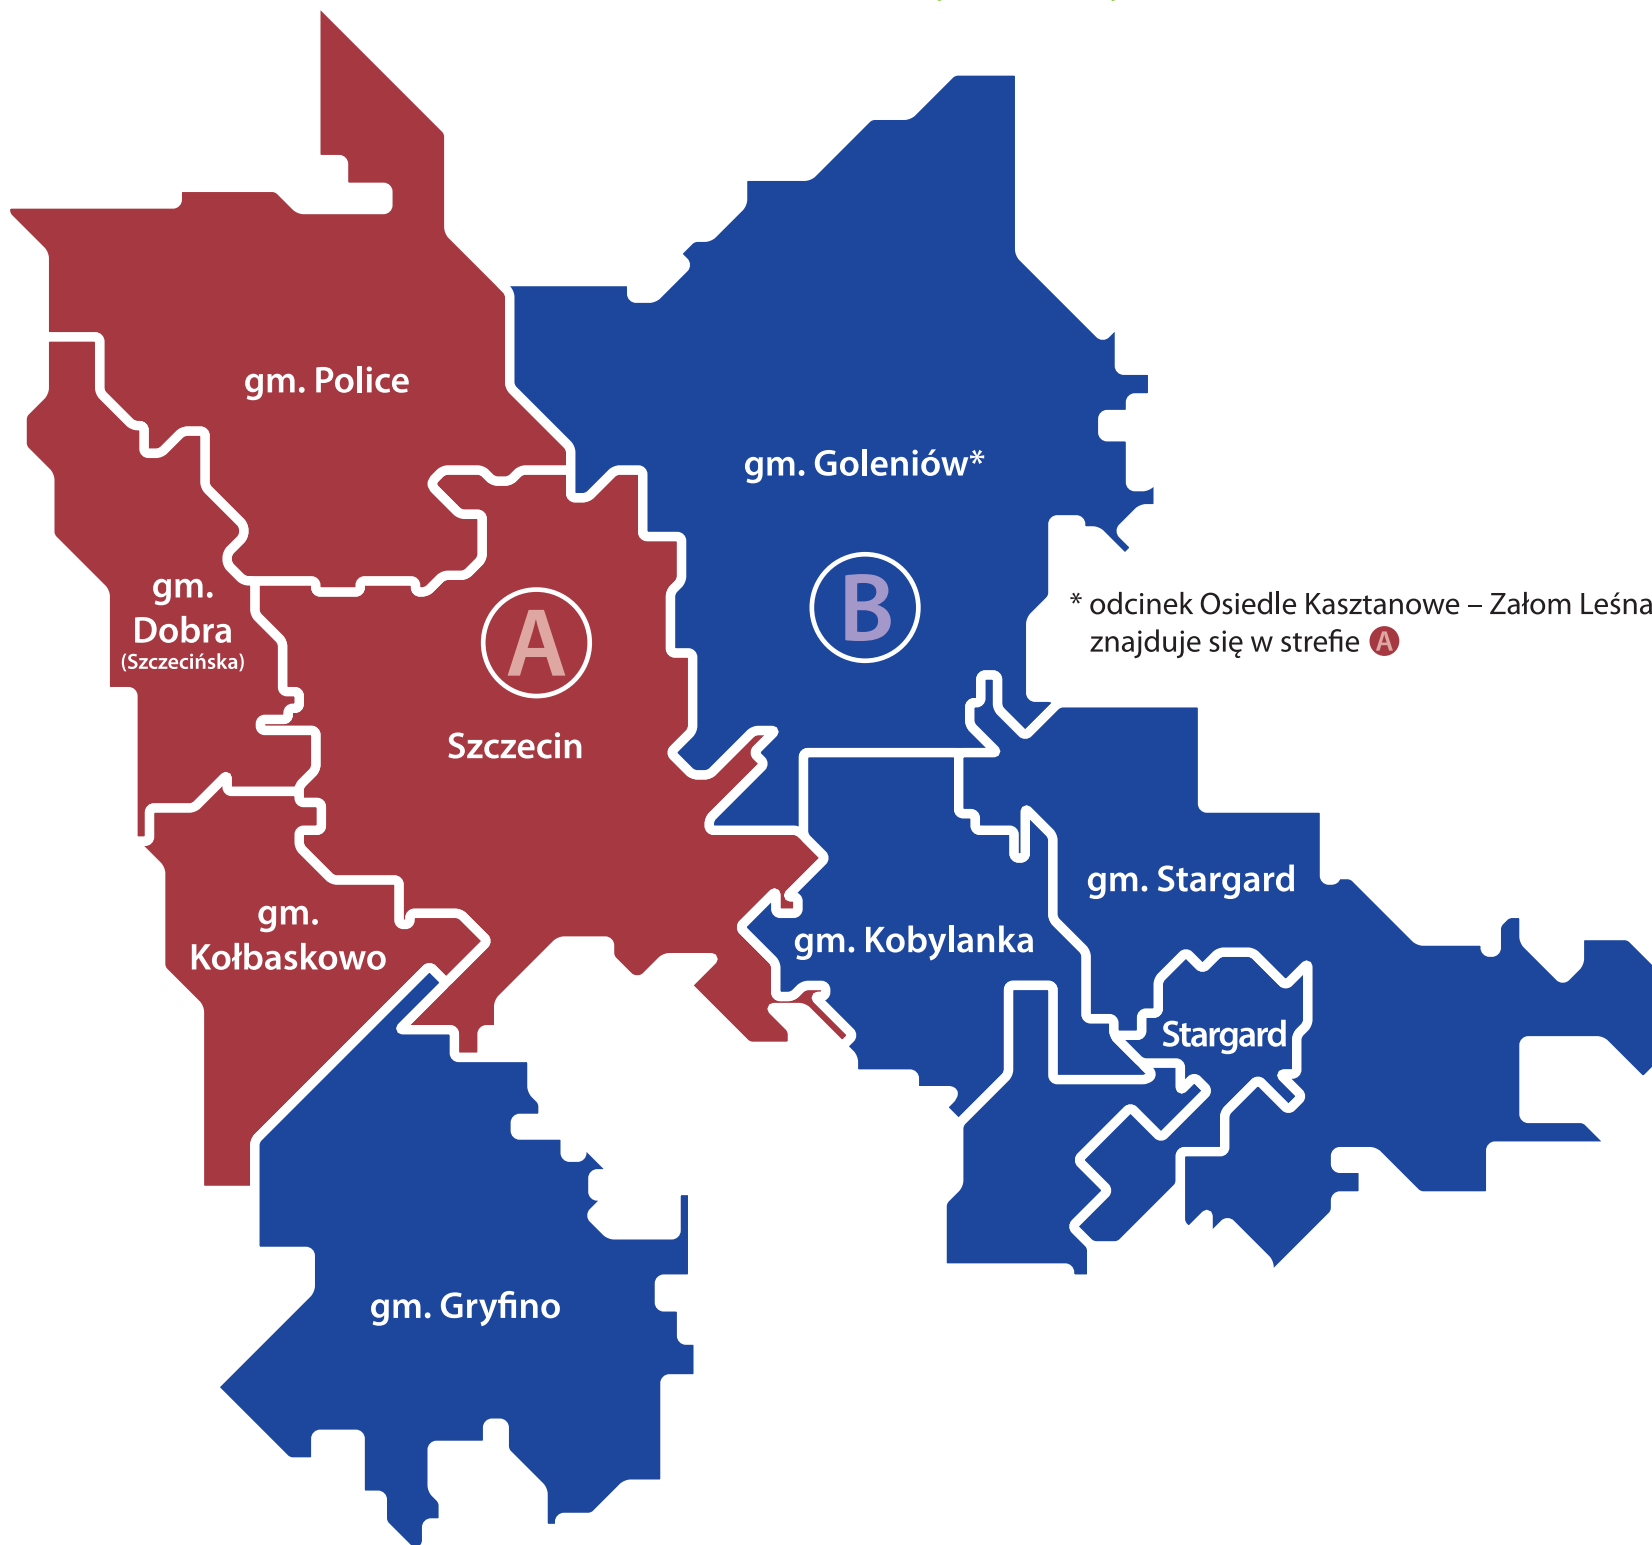 gm. Police
gm. Goleniów*
gm.
Dobra
(Szczecińska)
A
B
* odcinek Osiedle Kasztanowe – Załom Leśna
znajduje się w strefie A
Szczecin
gm. Stargard
gm.
Kołbaskowo
gm. Kobylanka
Stargard
gm. Gryfino